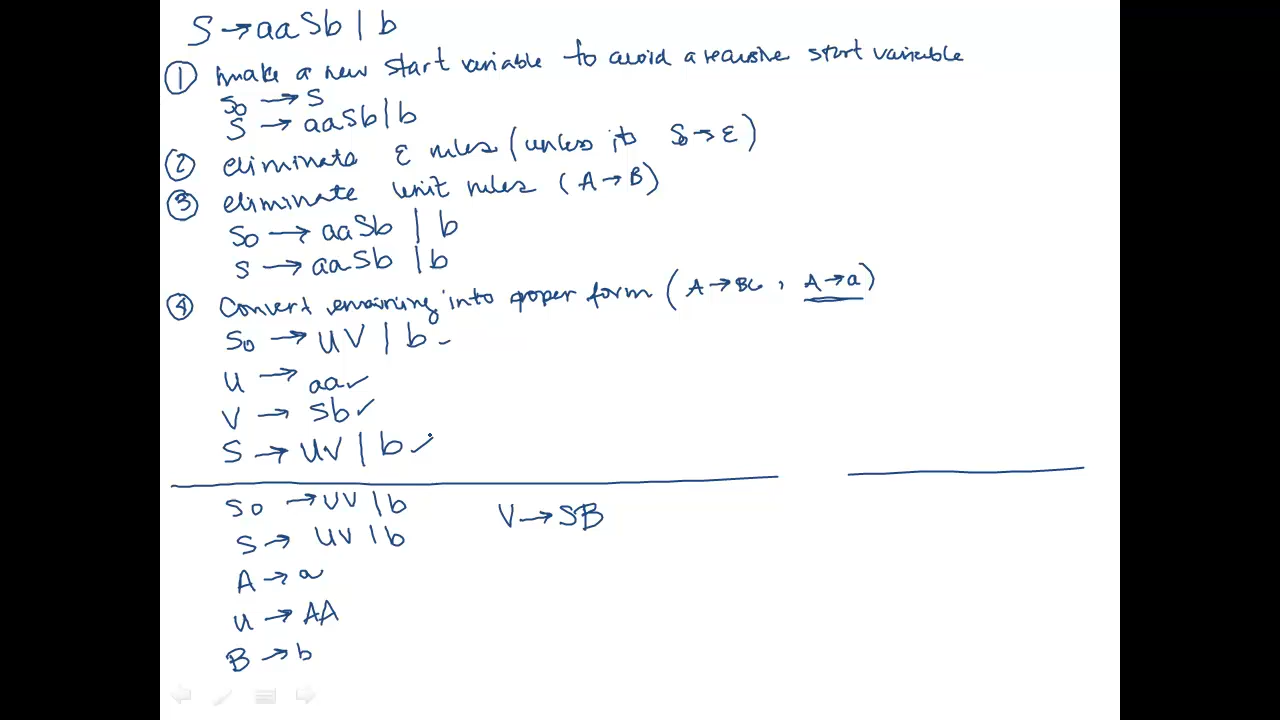 S → aaSb | b
① make a new start variable to avoid a recursive start variable
S₀ → S
S → aaSb | b
② eliminate ε rules (unless its S₀ → ε)
③ eliminate unit rules (A → B)
S₀ → aaSb | b
S → aaSb | b
④ Convert remaining into proper form (A → BC, A → a)
S₀ → UV | b
U → aa ✓
V → Sb ✓
S → UV | b ✓
S₀ → UV | b
S → UV | b
A → a
U → AA
B → b
V → SB